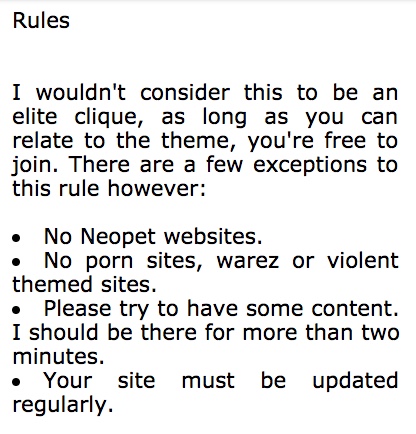 Rules
I wouldn't consider this to be an
elite clique, as long as you can
relate to the theme, you're free to
join. There are a few exceptions to
this rule however:
• No Neopet websites.
• No porn sites, warez or violent
themed sites.
• Please try to have some content.
I should be there for more than two
minutes.
• Your site must be updated
regularly.